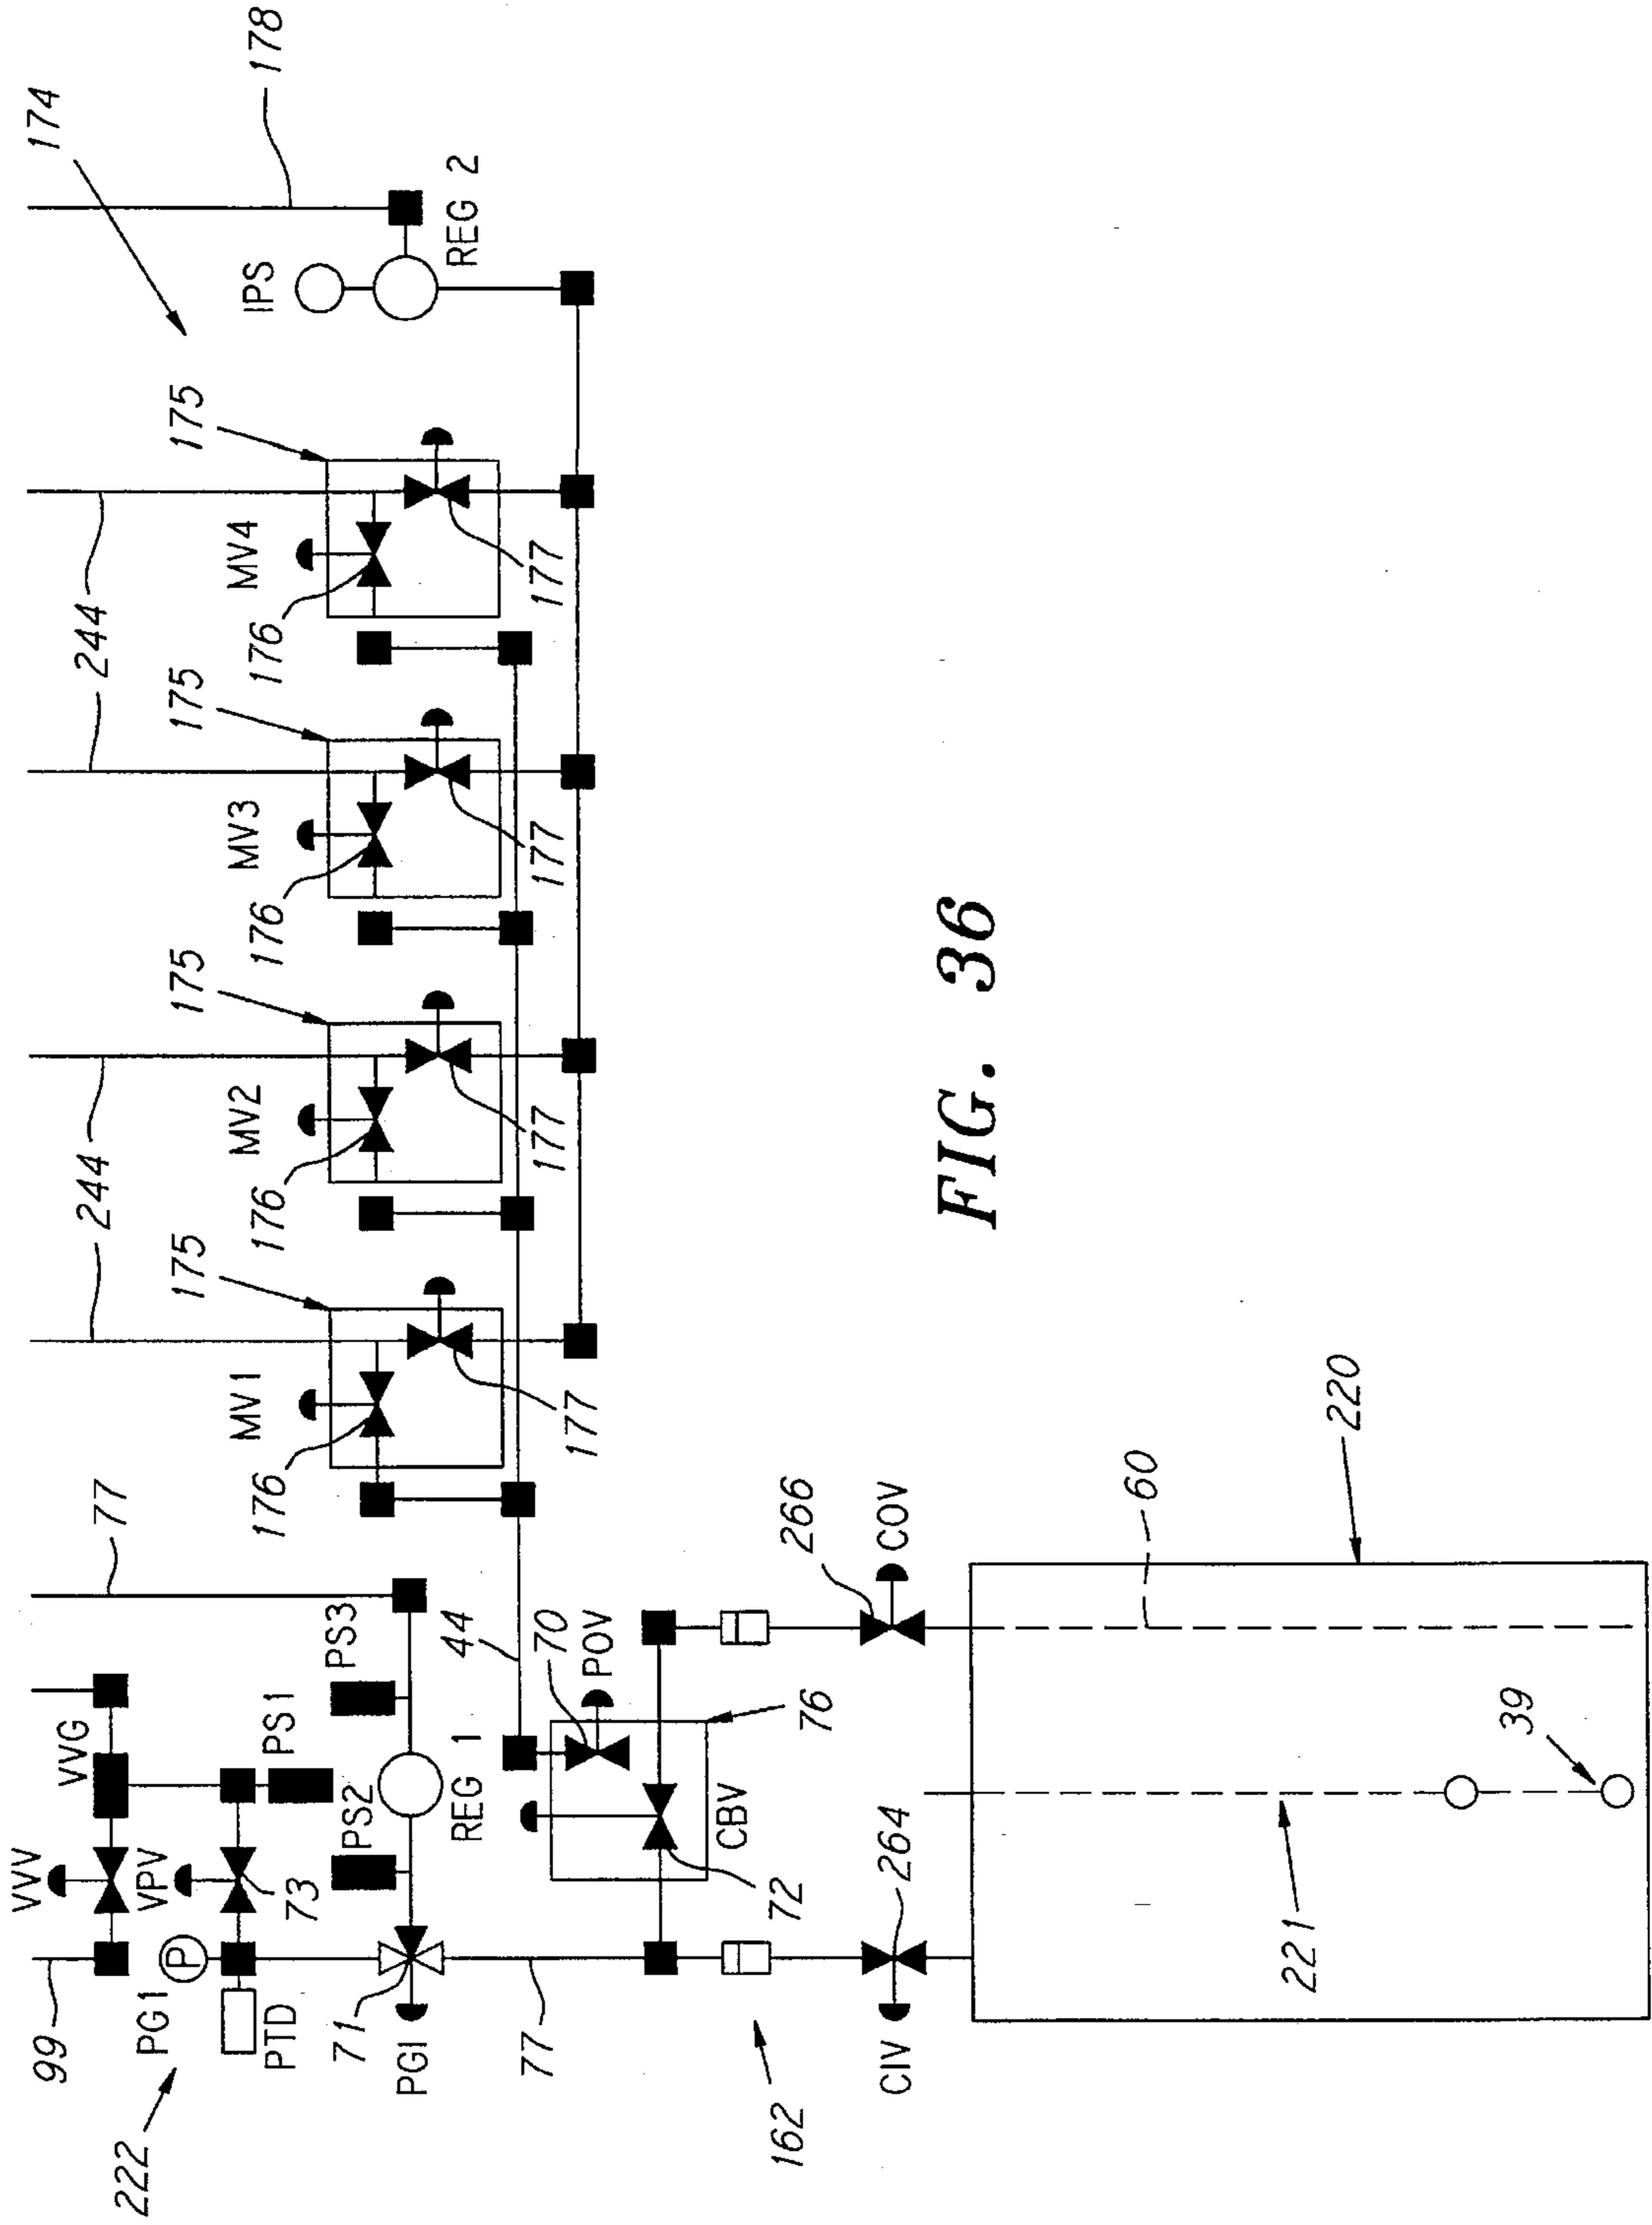 99
222
PG1
P
PTD
VVV
VPV
73
VVG
PS1
PS2
PS3
REG 1
71
PGI
77
77
44
70
POV
76
CBV
72
162
CIV
264
266
COV
221
39
60
220
MV1
176
177
175
244
MV2
176
177
175
MV3
176
177
175
244
MV4
176
177
175
IPS
REG 2
174
178
FIG. 36